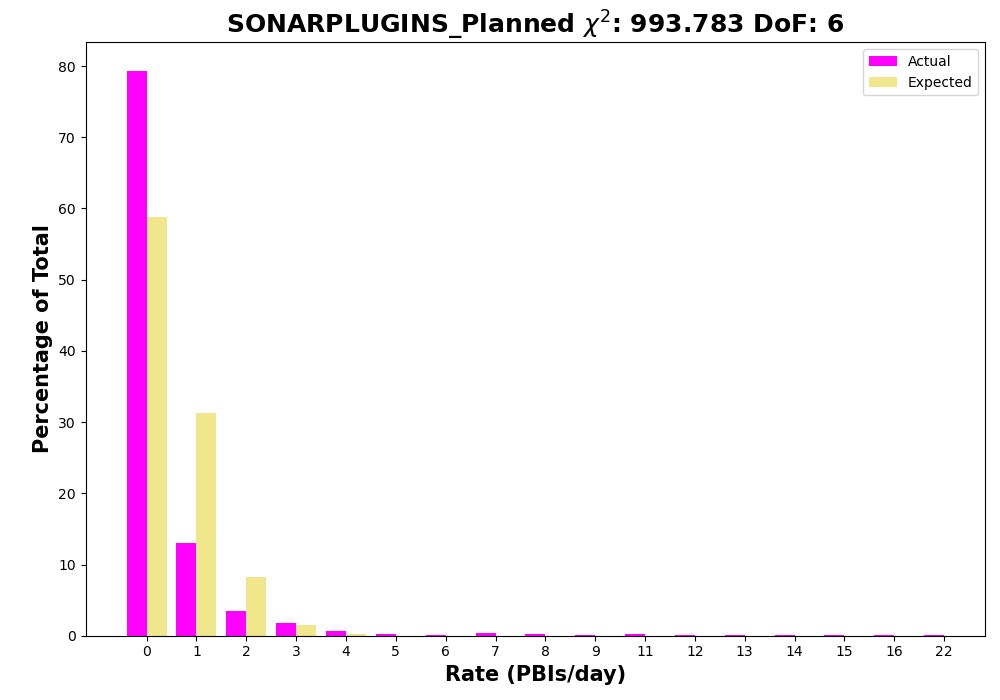 SONARPLUGINS_Planned χ²: 993.783 DoF: 6
Actual
Expected
80
70
60
50
40
30
20
10
0
Percentage of Total
0 1 2 3 4 5 6 7 8 9 11 12 13 14 15 16 22
Rate (PBIs/day)